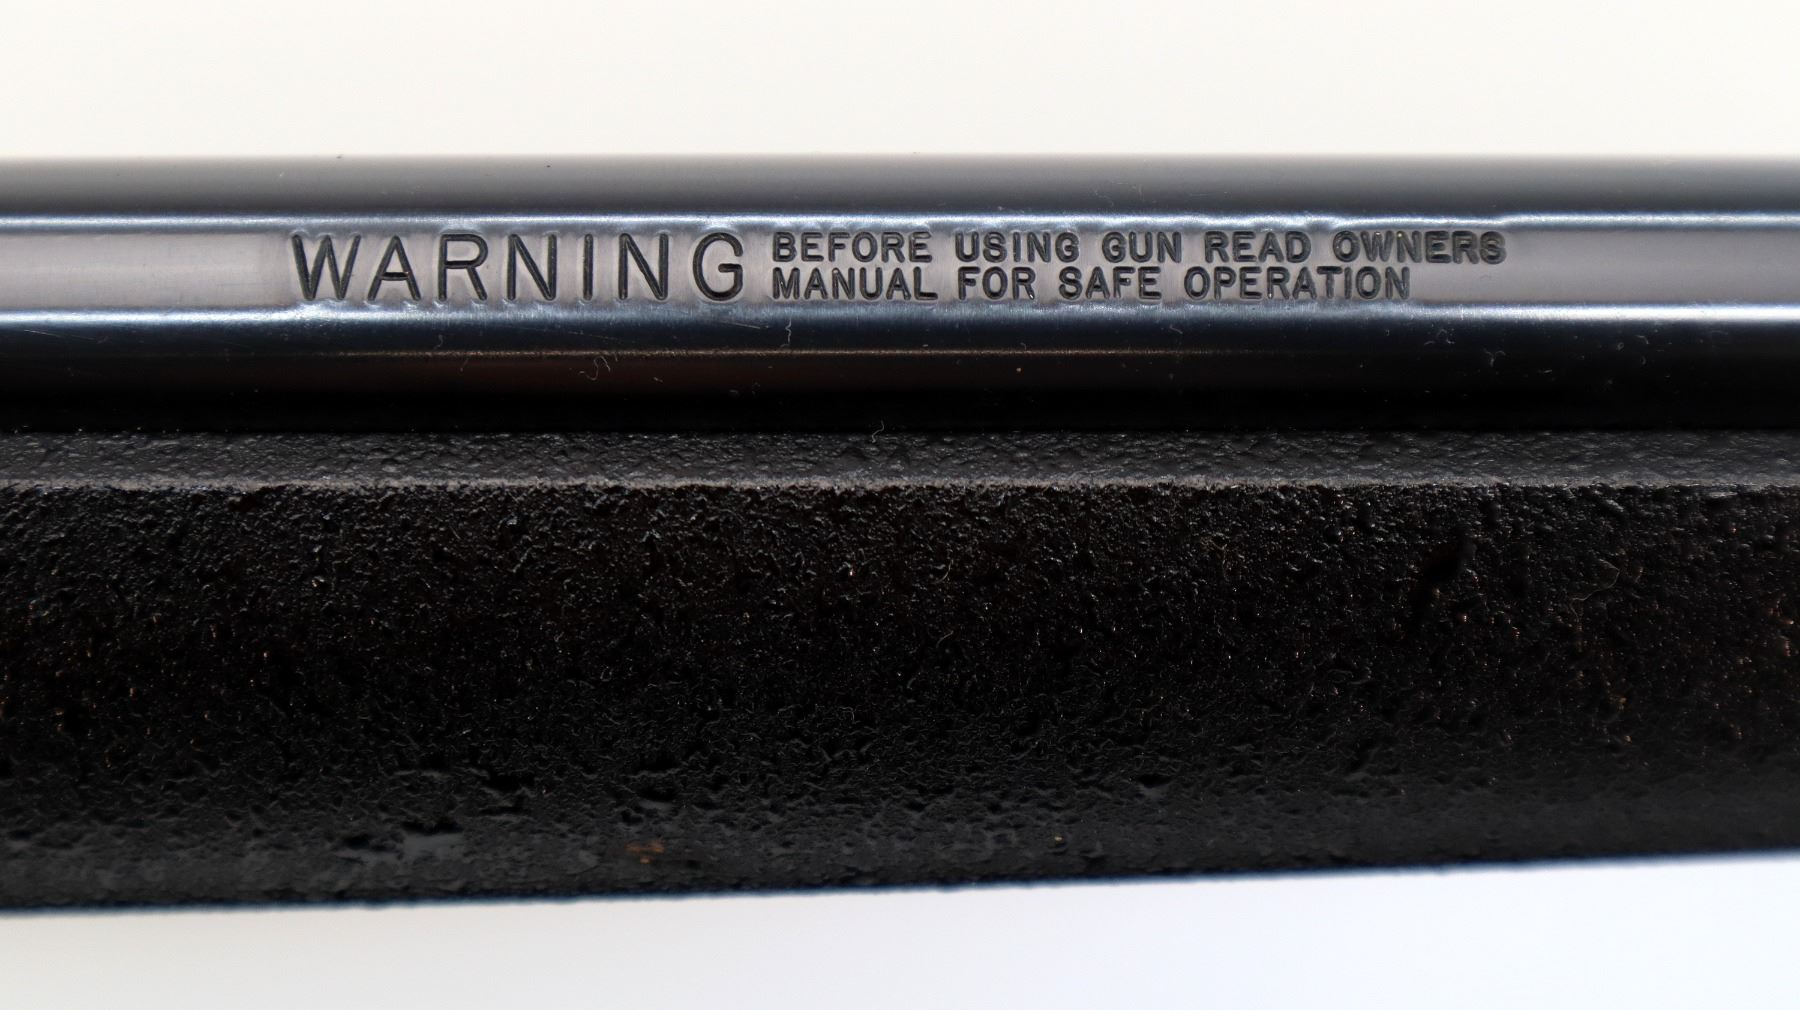 WARNING BEFORE USING GUN READ OWNERS
MANUAL FOR SAFE OPERATION